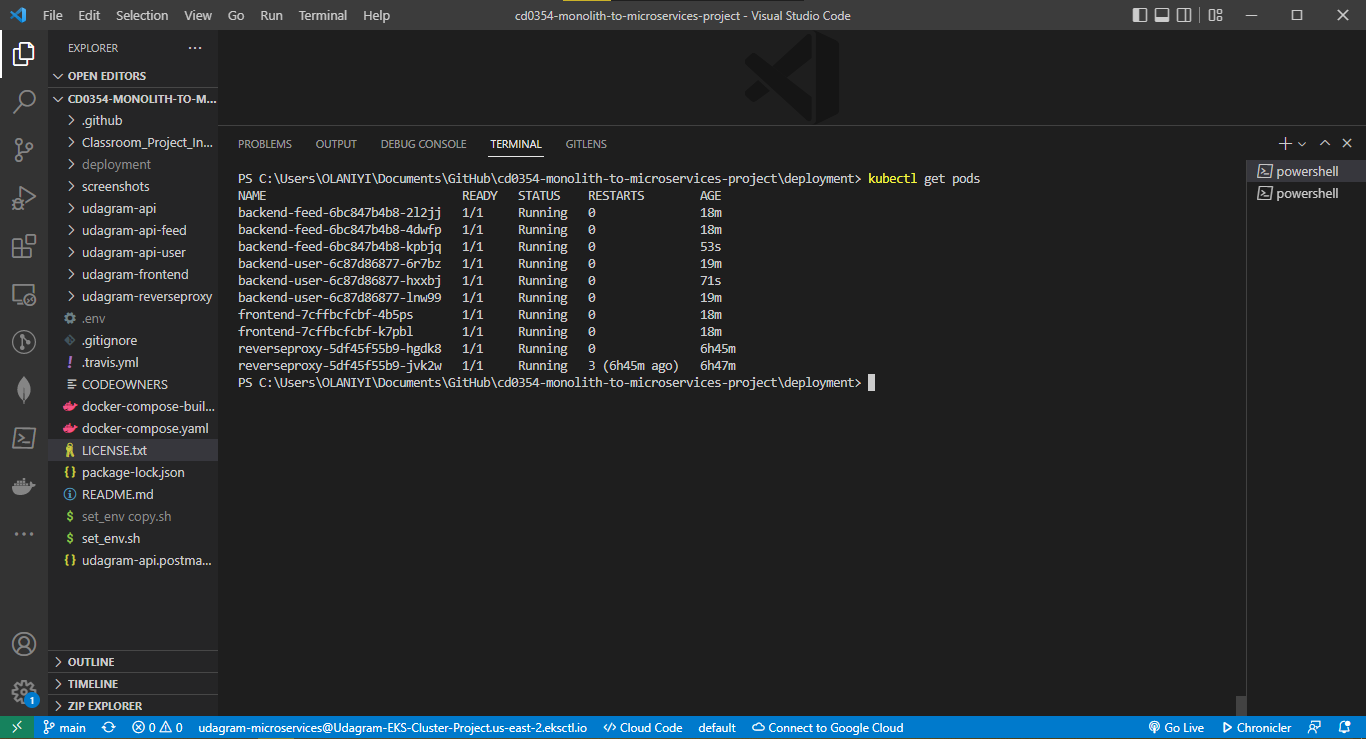 File Edit Selection View Go Run Terminal Help
cd0354-monolith-to-microservices-project - Visual Studio Code
EXPLORER
OPEN EDITORS
CD0354-MONOLITH-TO-M...
.github
Classroom_Project_In...
deployment
screenshots
udagram-api
udagram-api-feed
udagram-api-user
udagram-frontend
udagram-reverseproxy
.env
.gitignore
.travis.yml
CODEOWNERS
docker-compose-buil...
docker-compose.yaml
LICENSE.txt
package-lock.json
README.md
set_env copy.sh
set_env.sh
udagram-api.postma...
OUTLINE
TIMELINE
ZIP EXPLORER
PROBLEMS OUTPUT DEBUG CONSOLE TERMINAL GITLENS
PS C:\Users\OLANIYI\Documents\GitHub\cd0354-monolith-to-microservices-project\deployment> kubectl get pods
NAME READY STATUS RESTARTS AGE
backend-feed-6bc847b4b8-2l2jj 1/1 Running 0 18m
backend-feed-6bc847b4b8-4dwfp 1/1 Running 0 18m
backend-feed-6bc847b4b8-kpbjq 1/1 Running 0 53s
backend-user-6c87d86877-6r7bz 1/1 Running 0 19m
backend-user-6c87d86877-hxxbj 1/1 Running 0 71s
backend-user-6c87d86877-lnw99 1/1 Running 0 19m
frontend-7cffbcfcbf-4b5ps 1/1 Running 0 18m
frontend-7cffbcfcbf-k7pbl 1/1 Running 0 18m
reverseproxy-5df45f55b9-hgdk8 1/1 Running 0 6h45m
reverseproxy-5df45f55b9-jvk2w 1/1 Running 3 (6h45m ago) 6h47m
PS C:\Users\OLANIYI\Documents\GitHub\cd0354-monolith-to-microservices-project\deployment>
powershell
powershell
1
main 0 0 udagram-microservices@Udagram-EKS-Cluster-Project.us-east-2.eksctl.io Cloud Code default Connect to Google Cloud Go Live Chronicler